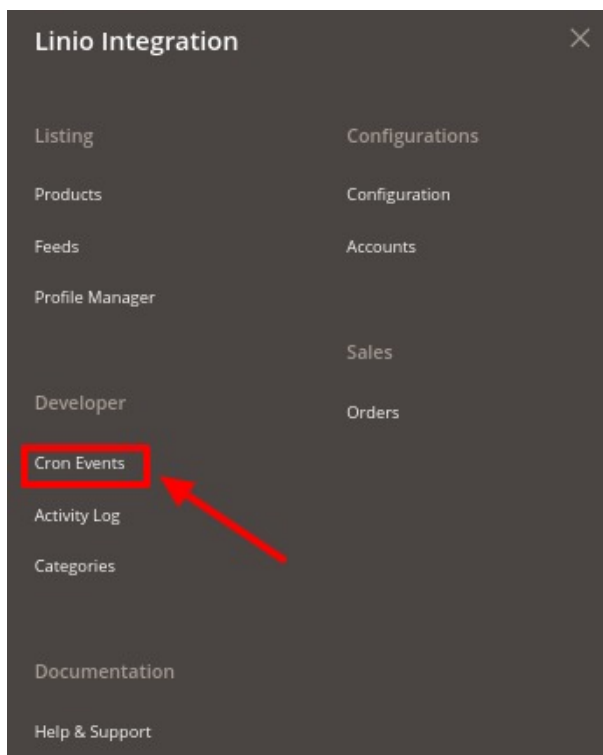 Linio Integration
Listing
Products
Feeds
Profile Manager
Developer
Cron Events
Activity Log
Categories
Documentation
Help & Support
Configurations
Configuration
Accounts
Sales
Orders